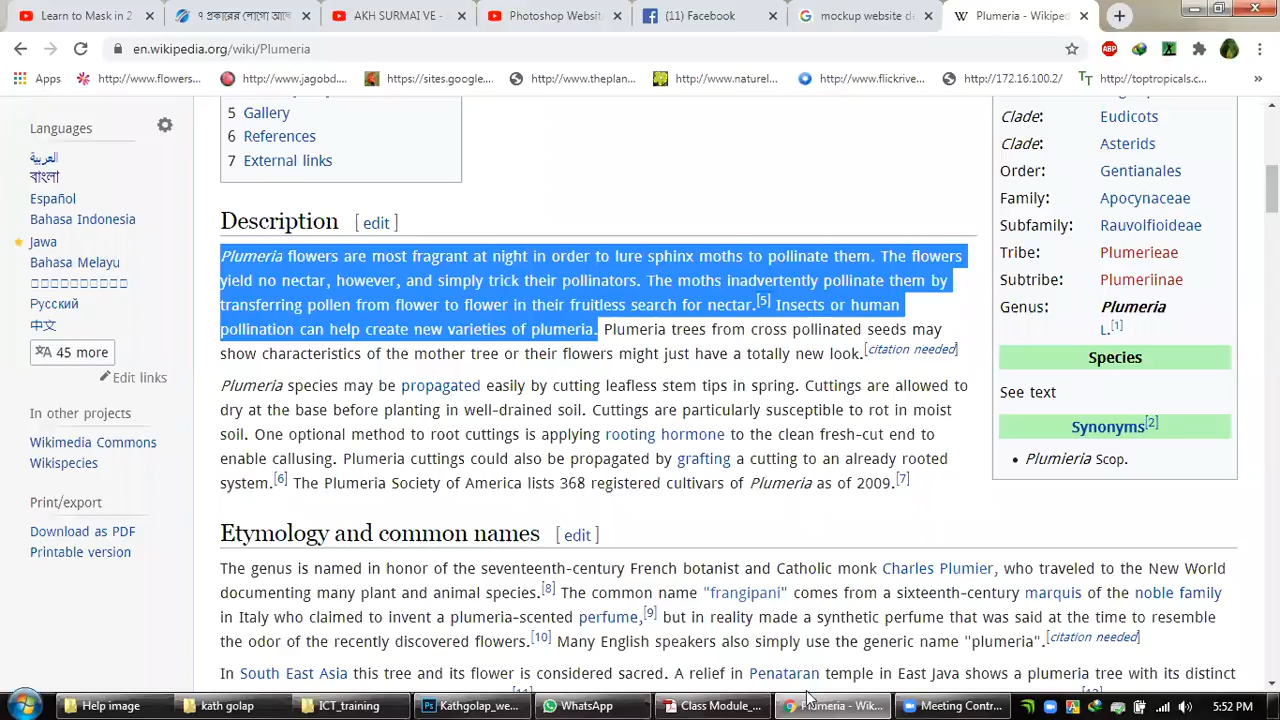 Learn to Mask in 2
৭ প্রকারের লোগো আছে
AKH SURMAI VE -
Photoshop Website
(11) Facebook
mockup website de
Plumeria - Wikiped
en.wikipedia.org/wiki/Plumeria
Apps
http://www.flowers...
http://www.jagobd....
https://sites.google...
http://www.theplan...
http://www.naturel...
http://www.flickrive...
http://172.16.100.2/
http://toptropicals.c...
»
Languages
العربية
বাংলা
Español
Bahasa Indonesia
Jawa
Bahasa Melayu
Русский
中文
45 more
Edit links
In other projects
Wikimedia Commons
Wikispecies
Print/export
Download as PDF
Printable version
5 Gallery
6 References
7 External links
Description [ edit ]
Plumeria flowers are most fragrant at night in order to lure sphinx moths to pollinate them. The flowers
yield no nectar, however, and simply trick their pollinators. The moths inadvertently pollinate them by
transferring pollen from flower to flower in their fruitless search for nectar.[5] Insects or human
pollination can help create new varieties of plumeria. Plumeria trees from cross pollinated seeds may
show characteristics of the mother tree or their flowers might just have a totally new look.[citation needed]
Plumeria species may be propagated easily by cutting leafless stem tips in spring. Cuttings are allowed to
dry at the base before planting in well-drained soil. Cuttings are particularly susceptible to rot in moist
soil. One optional method to root cuttings is applying rooting hormone to the clean fresh-cut end to
enable callusing. Plumeria cuttings could also be propagated by grafting a cutting to an already rooted
system.[6] The Plumeria Society of America lists 368 registered cultivars of Plumeria as of 2009.[7]
Clade: Eudicots
Clade: Asterids
Order: Gentianales
Family: Apocynaceae
Subfamily: Rauvolfioideae
Tribe: Plumerieae
Subtribe: Plumeriinae
Genus: Plumeria
L.[1]
Species
See text
Synonyms[2]
• Plumieria Scop.
Etymology and common names [ edit ]
The genus is named in honor of the seventeenth-century French botanist and Catholic monk Charles Plumier, who traveled to the New World
documenting many plant and animal species.[8] The common name "frangipani" comes from a sixteenth-century marquis of the noble family
in Italy who claimed to invent a plumeria-scented perfume,[9] but in reality made a synthetic perfume that was said at the time to resemble
the odor of the recently discovered flowers.[10] Many English speakers also simply use the generic name "plumeria".[citation needed]
In South East Asia this tree and its flower is considered sacred. A relief in Penataran temple in East Java shows a plumeria tree with its distinct
Help image
kath golap
ICT_training
Kathgolap_we...
WhatsApp
Class Module_...
Plumeria - Wik...
Meeting Contr...
5:52 PM